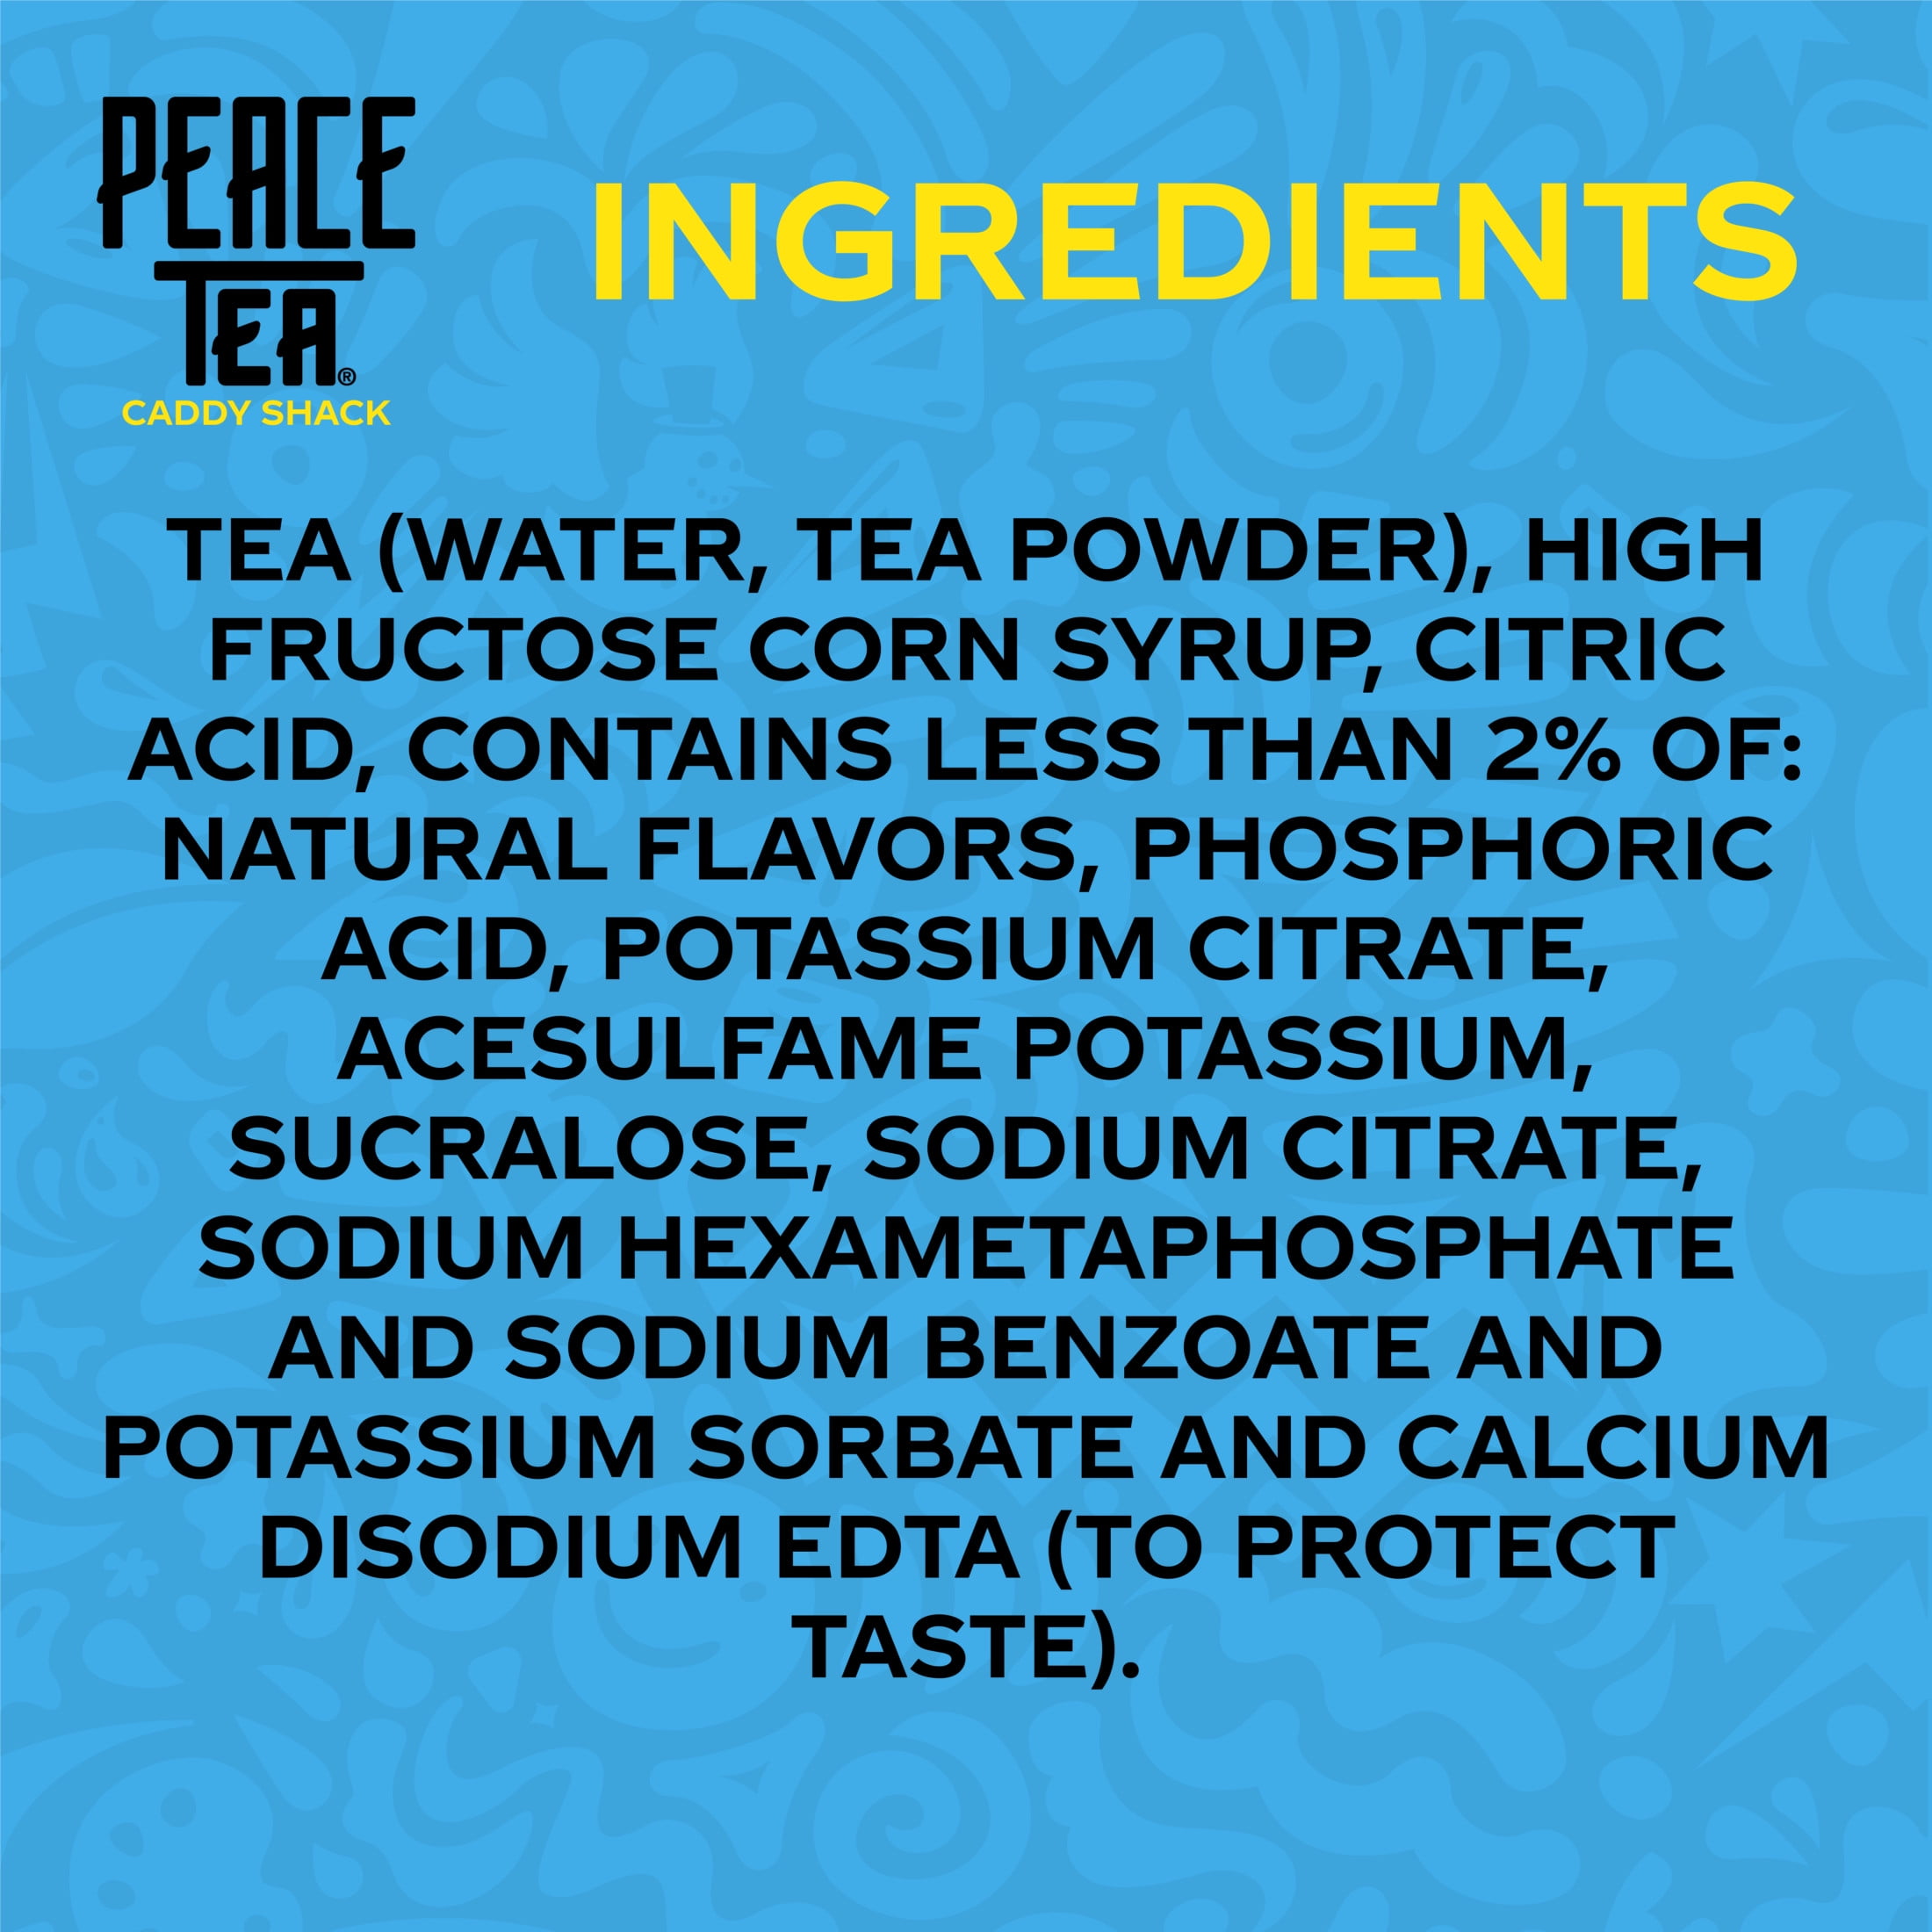 PEACE
TEA®
CADDY SHACK
INGREDIENTS
TEA (WATER, TEA POWDER), HIGH
FRUCTOSE CORN SYRUP, CITRIC
ACID, CONTAINS LESS THAN 2% OF:
NATURAL FLAVORS, PHOSPHORIC
ACID, POTASSIUM CITRATE,
ACESULFAME POTASSIUM,
SUCRALOSE, SODIUM CITRATE,
SODIUM HEXAMETAPHOSPHATE
AND SODIUM BENZOATE AND
POTASSIUM SORBATE AND CALCIUM
DISODIUM EDTA (TO PROTECT
TASTE).